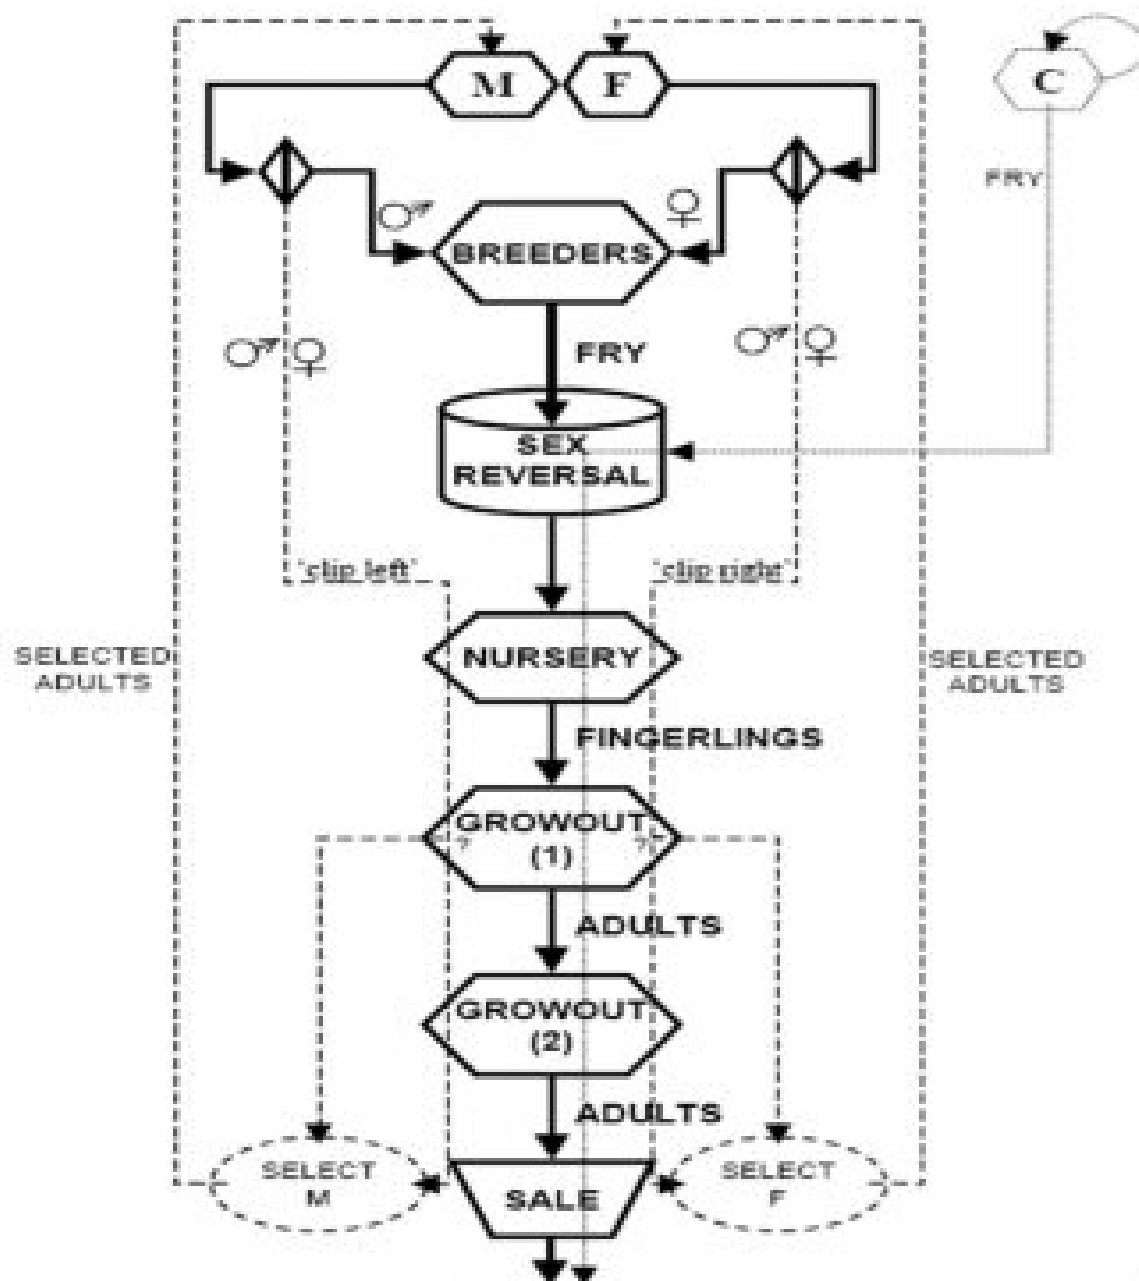 M
F
C
FRY
BREEDERS
FRY
SEX
REVERSAL
'clip left'
'clip right'
NURSERY
SELECTED
ADULTS
SELECTED
ADULTS
FINGERLINGS
GROWOUT
(1)
?
?
ADULTS
GROWOUT
(2)
ADULTS
SELECT
M
SALE
SELECT
F